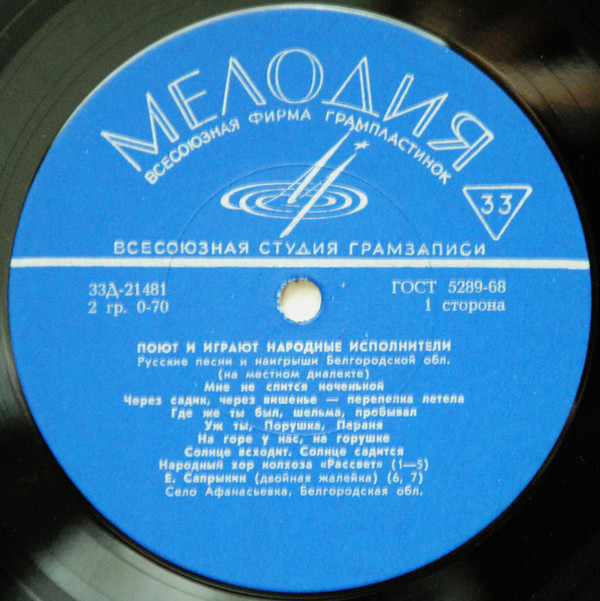 МЕЛОДИЯ
ВСЕСОЮЗНАЯ ФИРМА ГРАМПЛАСТИНОК
33
ВСЕСОЮЗНАЯ СТУДИЯ ГРАМЗАПИСИ
33Д-21481
ГОСТ 5289-68
2 гр. 0-70
1 сторона
ПОЮТ И ИГРАЮТ НАРОДНЫЕ ИСПОЛНИТЕЛИ
Русские песни и наигрыши Белгородской обл.
(на местном диалекте)
Мне не спится ноченькой
Через садик, через вишенье — перепелка летела
Где же ты был, шельма, пробывал
Уж ты, Порушка, Параня
На горе у нас, на горушке
Солнце всходит. Солнце садится
Народный хор колхоза «Рассвет» (1—5)
Е. Сапрыкин (двойная жалейка) (6, 7)
Село Афанасьевка, Белгородская обл.